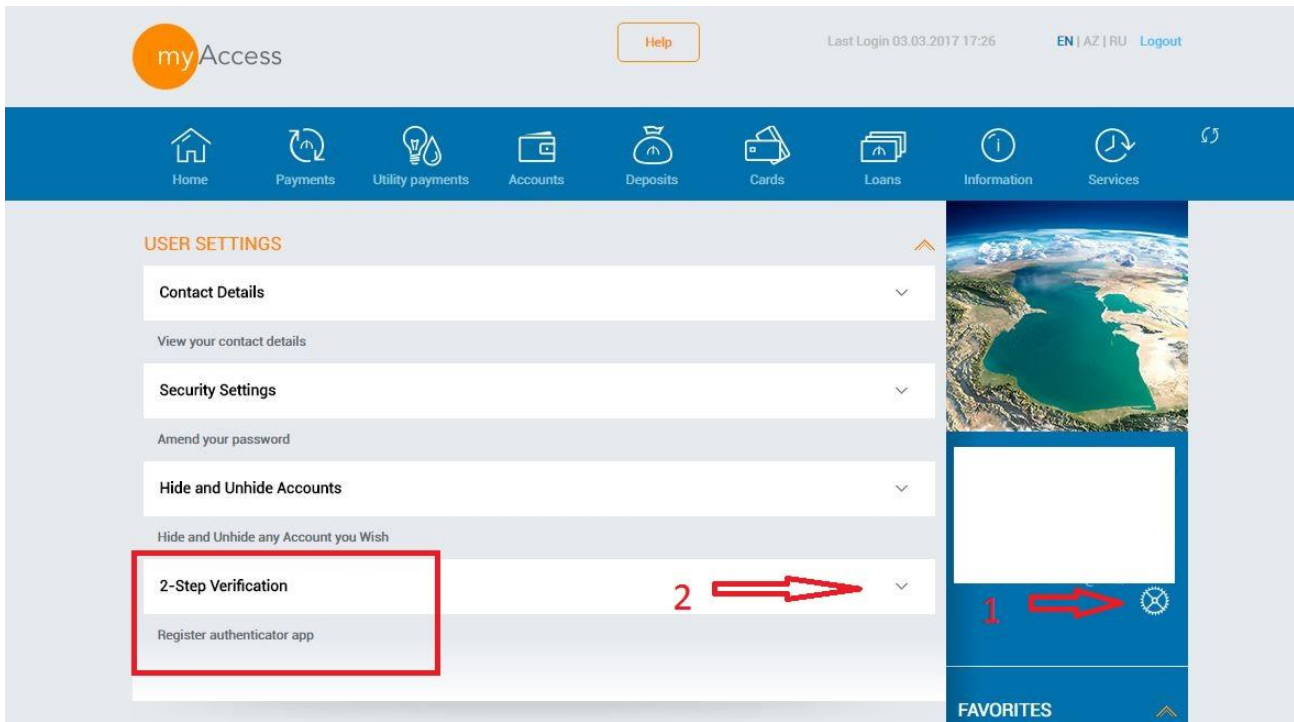 myAccess
Help
Last Login 03.03.2017 17:26
EN | AZ | RU Logout
Home
Payments
Utility payments
Accounts
Deposits
Cards
Loans
Information
Services
USER SETTINGS
Contact Details
View your contact details
Security Settings
Amend your password
Hide and Unhide Accounts
Hide and Unhide any Account you Wish
2-Step Verification
2
1
Register authenticator app
FAVORITES